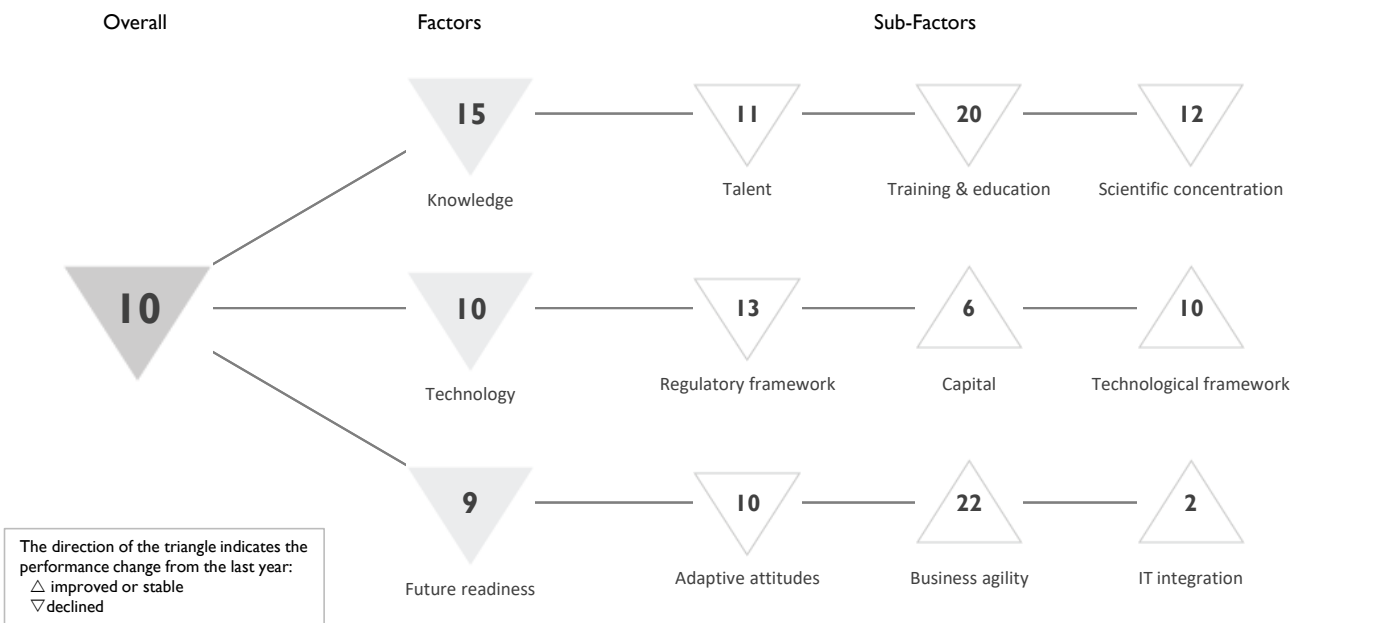 Overall Factors Sub-Factors
15 11 20 12
Knowledge Talent Training & education Scientific concentration
10 10 13 6 10
Technology Regulatory framework Capital Technological framework
9 10 22 2
Future readiness Adaptive attitudes Business agility IT integration
The direction of the triangle indicates the
performance change from the last year:
△ improved or stable
▽ declined